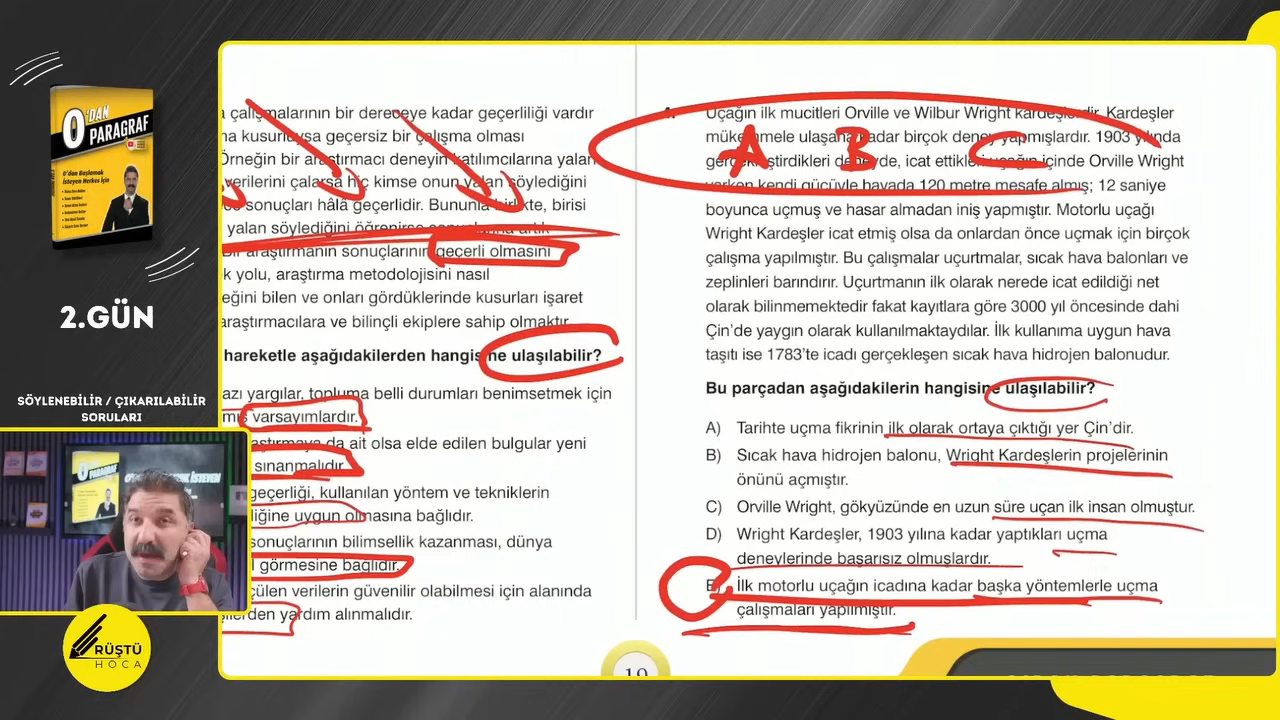 0'DAN
PARAGRAF
0'dan Başlamak
İsteyen Herkes İçin
2.GÜN
SÖYLENEBİLİR / ÇIKARILABİLİR
SORULARI
RÜŞTÜ
HOCA
çalışmalarının bir dereceye kadar geçerliliği vardır
kusurluysa geçersiz bir çalışma olması
Örneğin bir araştırmacı deneyin katılımcılarına yalan
verilerini çalarsa hiç kimse onun yalan söylediğini
sonuçları hâlâ geçerlidir. Bununla birlikte, birisi
yalan söylediğini öğrenirse sonuçlarına artık
Bir araştırmanın sonuçlarının geçerli olmasını
yolu, araştırma metodolojisini nasıl
bilen ve onları gördüklerinde kusurları işaret
araştırmacılara ve bilinçli ekiplere sahip olmaktır.
hareketle aşağıdakilerden hangisine ulaşılabilir?
yargılar, topluma belli durumları benimsetmek için
varsayımlardır.
da ait olsa elde edilen bulgular yeni
sınanmalıdır.
geçerliği, kullanılan yöntem ve tekniklerin
uygun olmasına bağlıdır.
sonuçlarının bilimsellik kazanması, dünya
görmesine bağlıdır.
verilerin güvenilir olabilmesi için alanında
yardım alınmalıdır.
Uçağın ilk mucitleri Orville ve Wilbur Wright kardeşlerdir. Kardeşler
mükemmele ulaşana kadar birçok deney yapmışlardır. 1903 yılında
gerçekleştirdikleri deneyde, icat ettikleri uçağın içinde Orville Wright
varken kendi gücüyle havada 120 metre mesafe almış; 12 saniye
boyunca uçmuş ve hasar almadan iniş yapmıştır. Motorlu uçağı
Wright Kardeşler icat etmiş olsa da onlardan önce uçmak için birçok
çalışma yapılmıştır. Bu çalışmalar uçurtmalar, sıcak hava balonları ve
zeplinleri barındırır. Uçurtmanın ilk olarak nerede icat edildiği net
olarak bilinmemektedir fakat kayıtlara göre 3000 yıl öncesinde dahi
Çin'de yaygın olarak kullanılmaktaydılar. İlk kullanıma uygun hava
taşıtı ise 1783'te icadı gerçekleşen sıcak hava hidrojen balonudur.
A B C
Bu parçadan aşağıdakilerin hangisine ulaşılabilir?
A) Tarihte uçma fikrinin ilk olarak ortaya çıktığı yer Çin'dir.
B) Sıcak hava hidrojen balonu, Wright Kardeşlerin projelerinin
önünü açmıştır.
C) Orville Wright, gökyüzünde en uzun süre uçan ilk insan olmuştur.
D) Wright Kardeşler, 1903 yılına kadar yaptıkları uçma
deneylerinde başarısız olmuşlardır.
E) İlk motorlu uçağın icadına kadar başka yöntemlerle uçma
çalışmaları yapılmıştır.
19